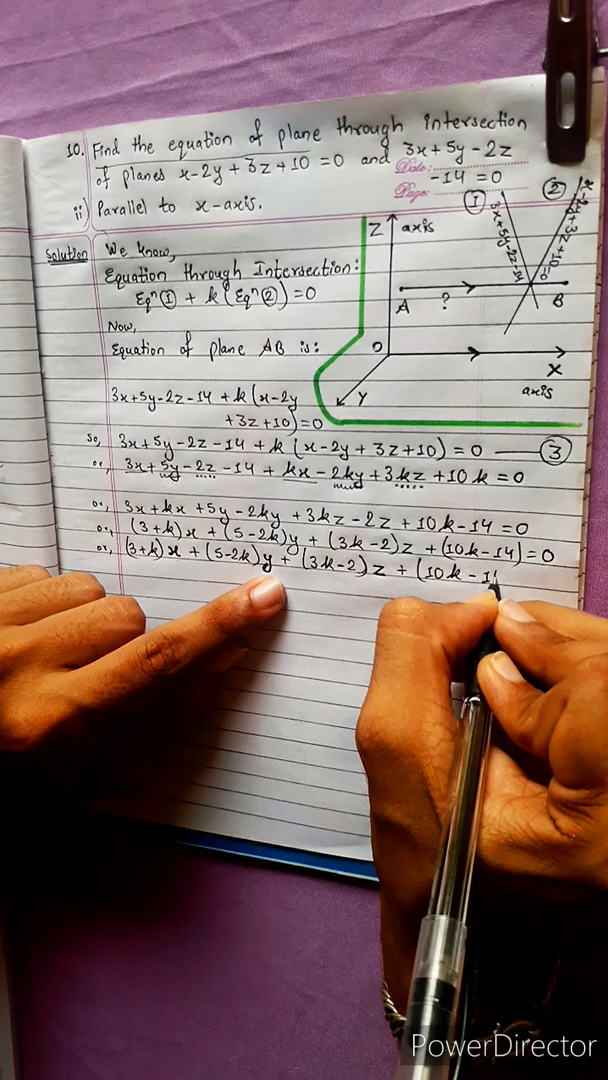 10. Find the equation of plane through intersection
of planes x-2y+3z+10=0 and 3x+5y-2z
Date:
-14=0
Page:
ii) Parallel to x-axis.
① ②
Z axis
3x+5y-2z-14
x-2y+3z+10=0
A ? B
O X
axis
Y
Solution We know,
Equation through Intersection:
Eqⁿ① + k(Eqⁿ②)=0
Now,
Equation of plane AB is:
3x+5y-2z-14+k(x-2y
+3z+10)=0
so, 3x+5y-2z-14+k(x-2y+3z+10)=0 — ③
or, 3x+5y-2z-14+kx-2ky+3kz+10k=0
or, 3x+kx+5y-2ky+3kz-2z+10k-14=0
or, (3+k)x+(5-2k)y+(3k-2)z+(10k-14)=0
or, (3+k)x+(5-2k)y+(3k-2)z+(10k-1
PowerDirector